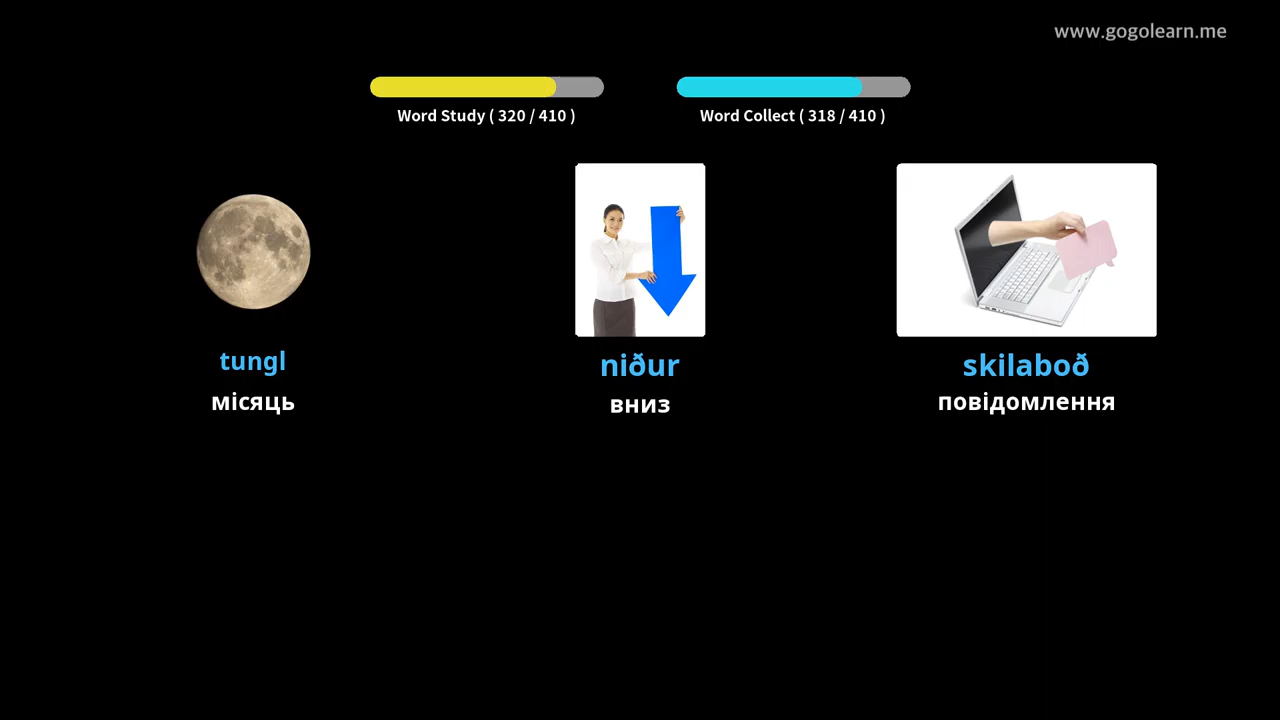 www.gogolearn.me
Word Study ( 320 / 410 )
Word Collect ( 318 / 410 )
tungl
місяць
niður
вниз
skilaboð
повідомлення